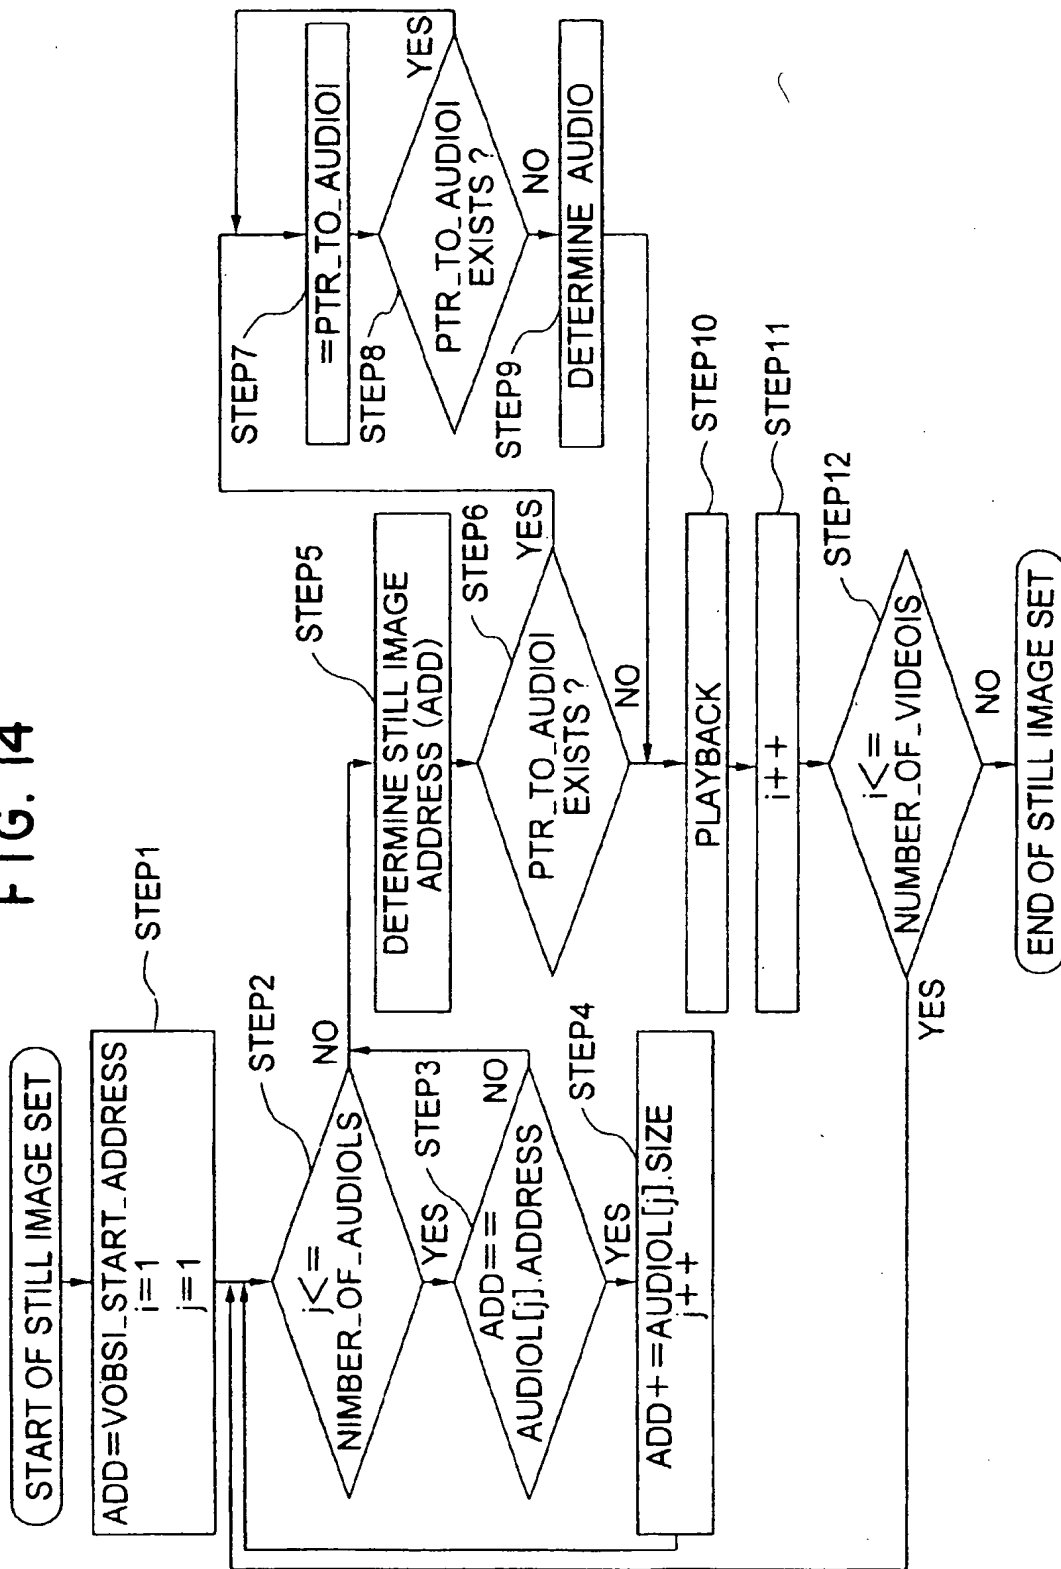 FIG. 14
START OF STILL IMAGE SET
ADD=VOBSI_START_ADDRESS
i=1
j=1
STEP1
j<=
NIMBER_OF_AUDIOLS
STEP2
NO
YES
ADD==
AUDIOL[j].ADDRESS
STEP3
NO
YES
ADD+=AUDIOL[j].SIZE
j++
STEP4
DETERMINE STILL IMAGE
ADDRESS (ADD)
STEP5
PTR_TO_AUDIOI
EXISTS?
STEP6
YES
NO
=PTR_TO_AUDIOI
STEP7
PTR_TO_AUDIOI
EXISTS?
STEP8
YES
NO
DETERMINE AUDIO
STEP9
PLAYBACK
STEP10
i++
STEP11
i<=
NUMBER_OF_VIDEOIS
STEP12
YES
NO
END OF STILL IMAGE SET